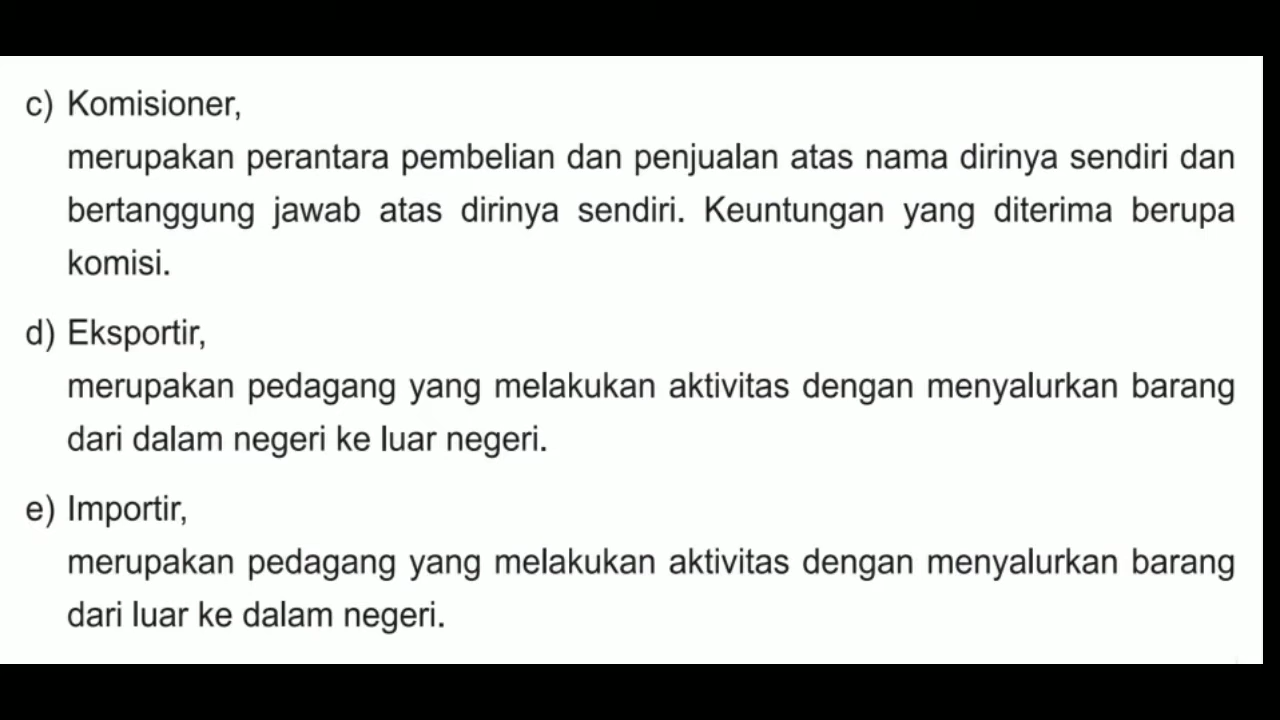 c) Komisioner,
merupakan perantara pembelian dan penjualan atas nama dirinya sendiri dan
bertanggung jawab atas dirinya sendiri. Keuntungan yang diterima berupa
komisi.
d) Eksportir,
merupakan pedagang yang melakukan aktivitas dengan menyalurkan barang
dari dalam negeri ke luar negeri.
e) Importir,
merupakan pedagang yang melakukan aktivitas dengan menyalurkan barang
dari luar ke dalam negeri.